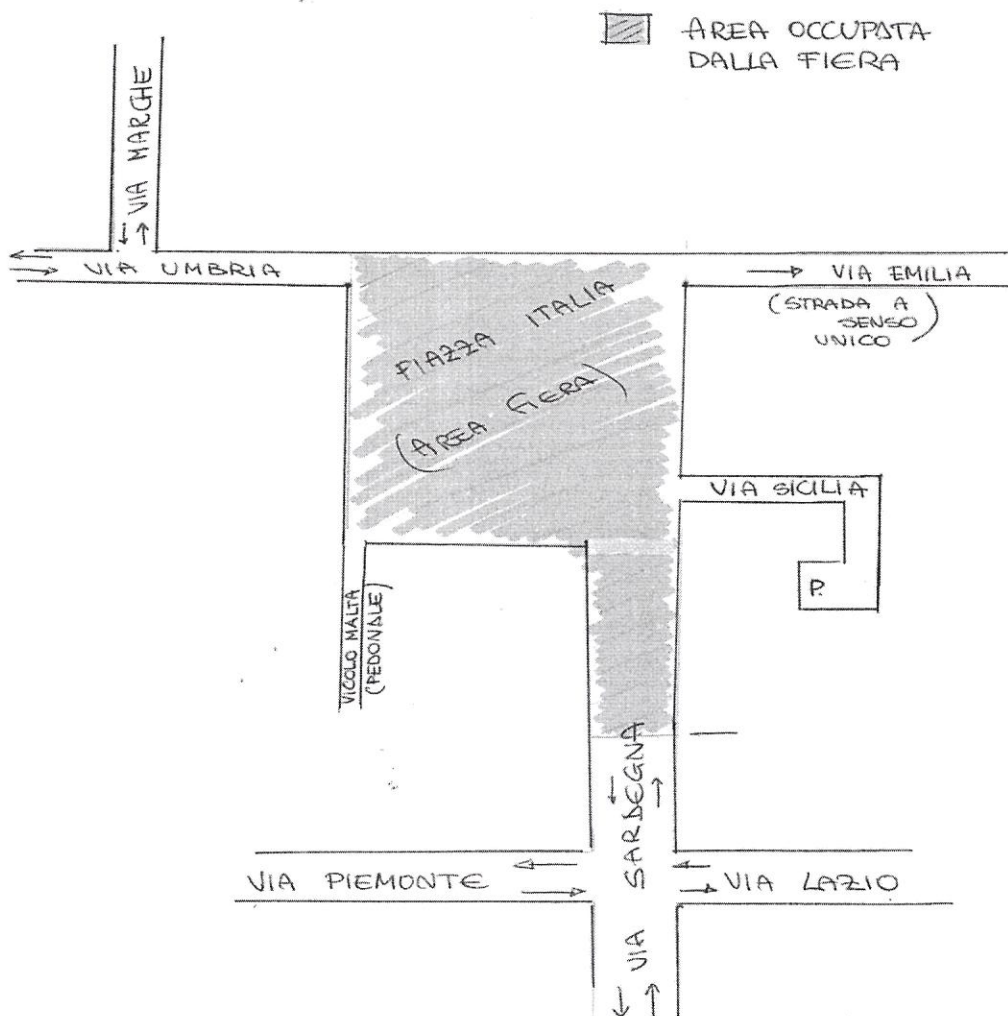 AREA OCCUPATA
DALLA FIERA
VIA MARCHE
VIA UMBRIA
VIA EMILIA
(STRADA A
SENSO
UNICO)
PIAZZA ITALIA
(AREA FIERA)
VIA SICILIA
P.
VICOLO MALTA
(PEDONALE)
VIA SARDEGNA
VIA PIEMONTE
VIA LAZIO
VIA